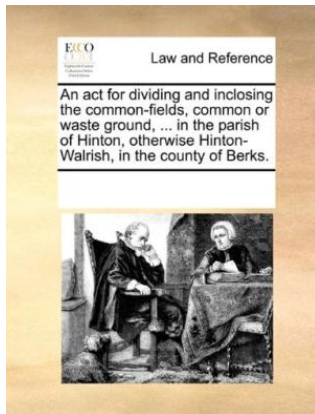 ECCO
Law and Reference
An act for dividing and inclosing
the common-fields, common or
waste ground, ... in the parish
of Hinton, otherwise Hinton-
Walrish, in the county of Berks.